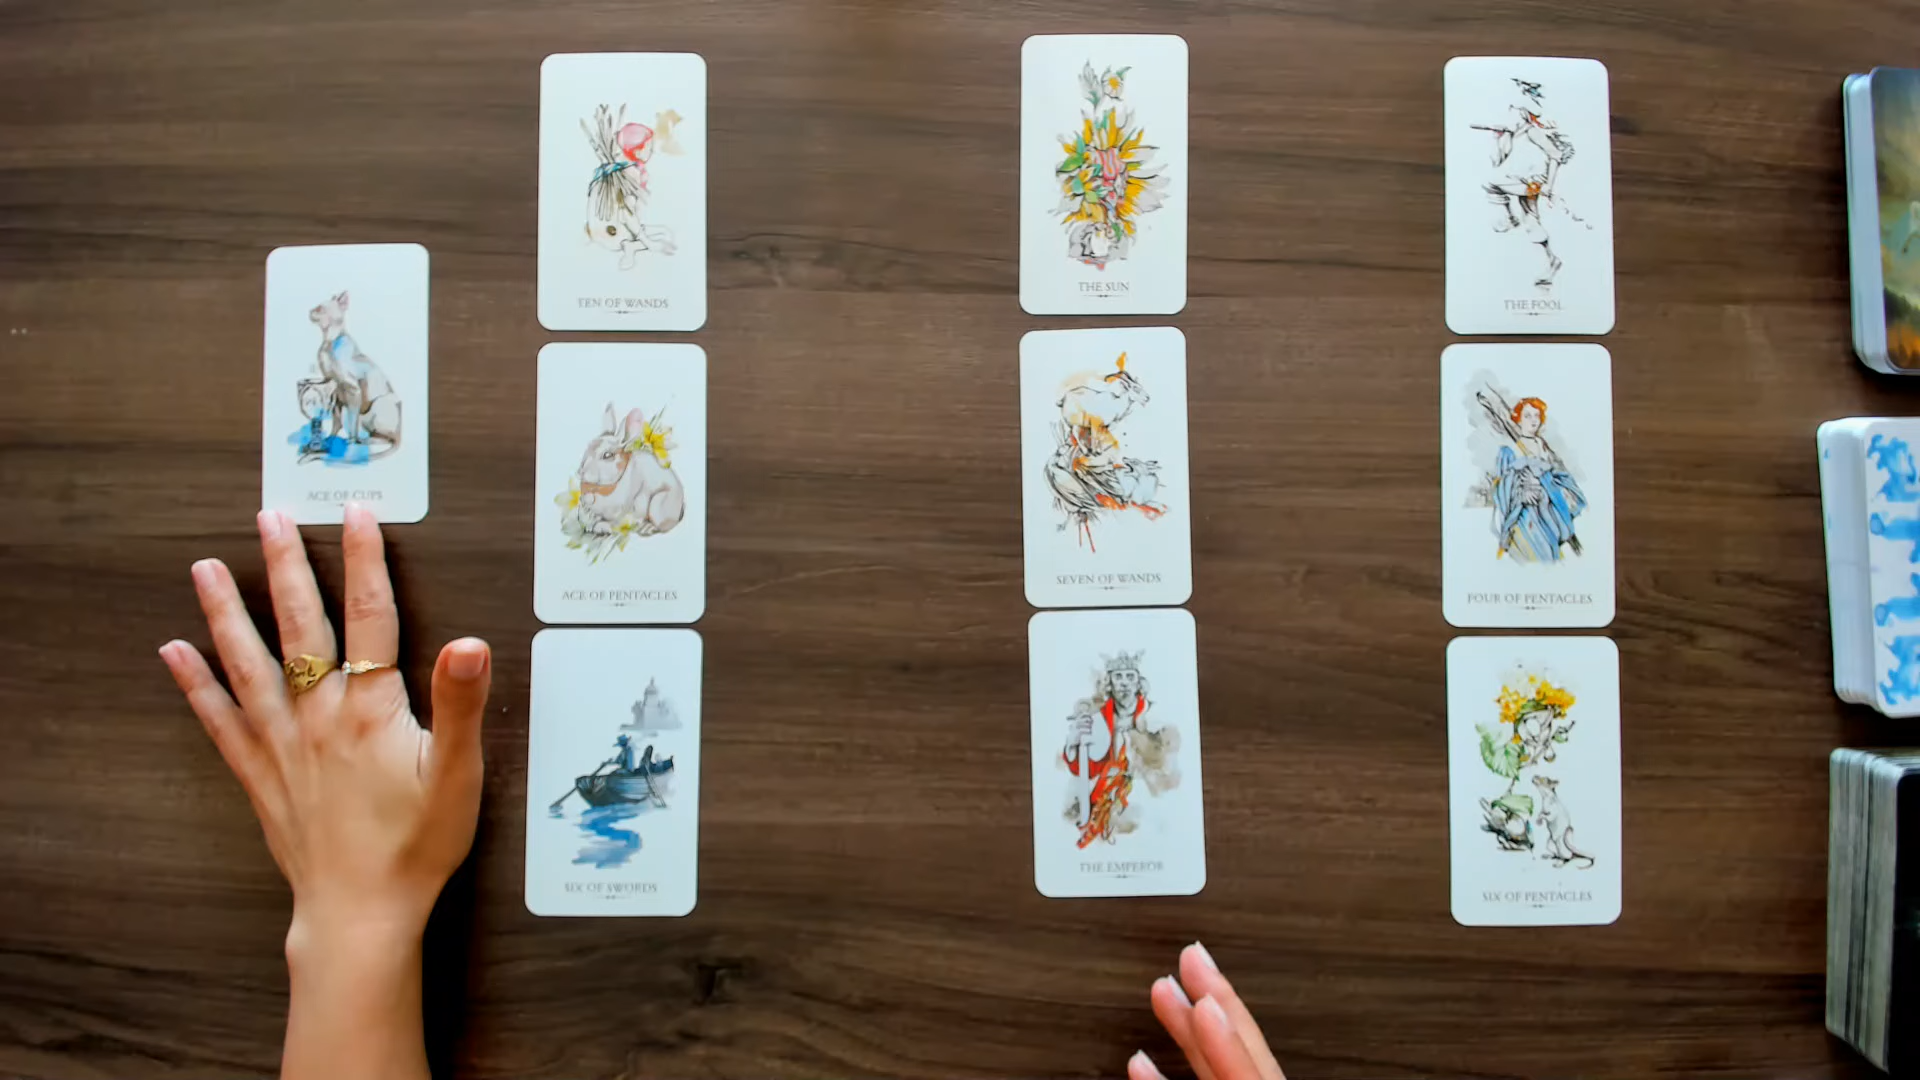 TEN OF WANDS
THE SUN
THE FOOL
ACE OF CUPS
ACE OF PENTACLES
SEVEN OF WANDS
FOUR OF PENTACLES
SIX OF SWORDS
THE EMPEROR
SIX OF PENTACLES